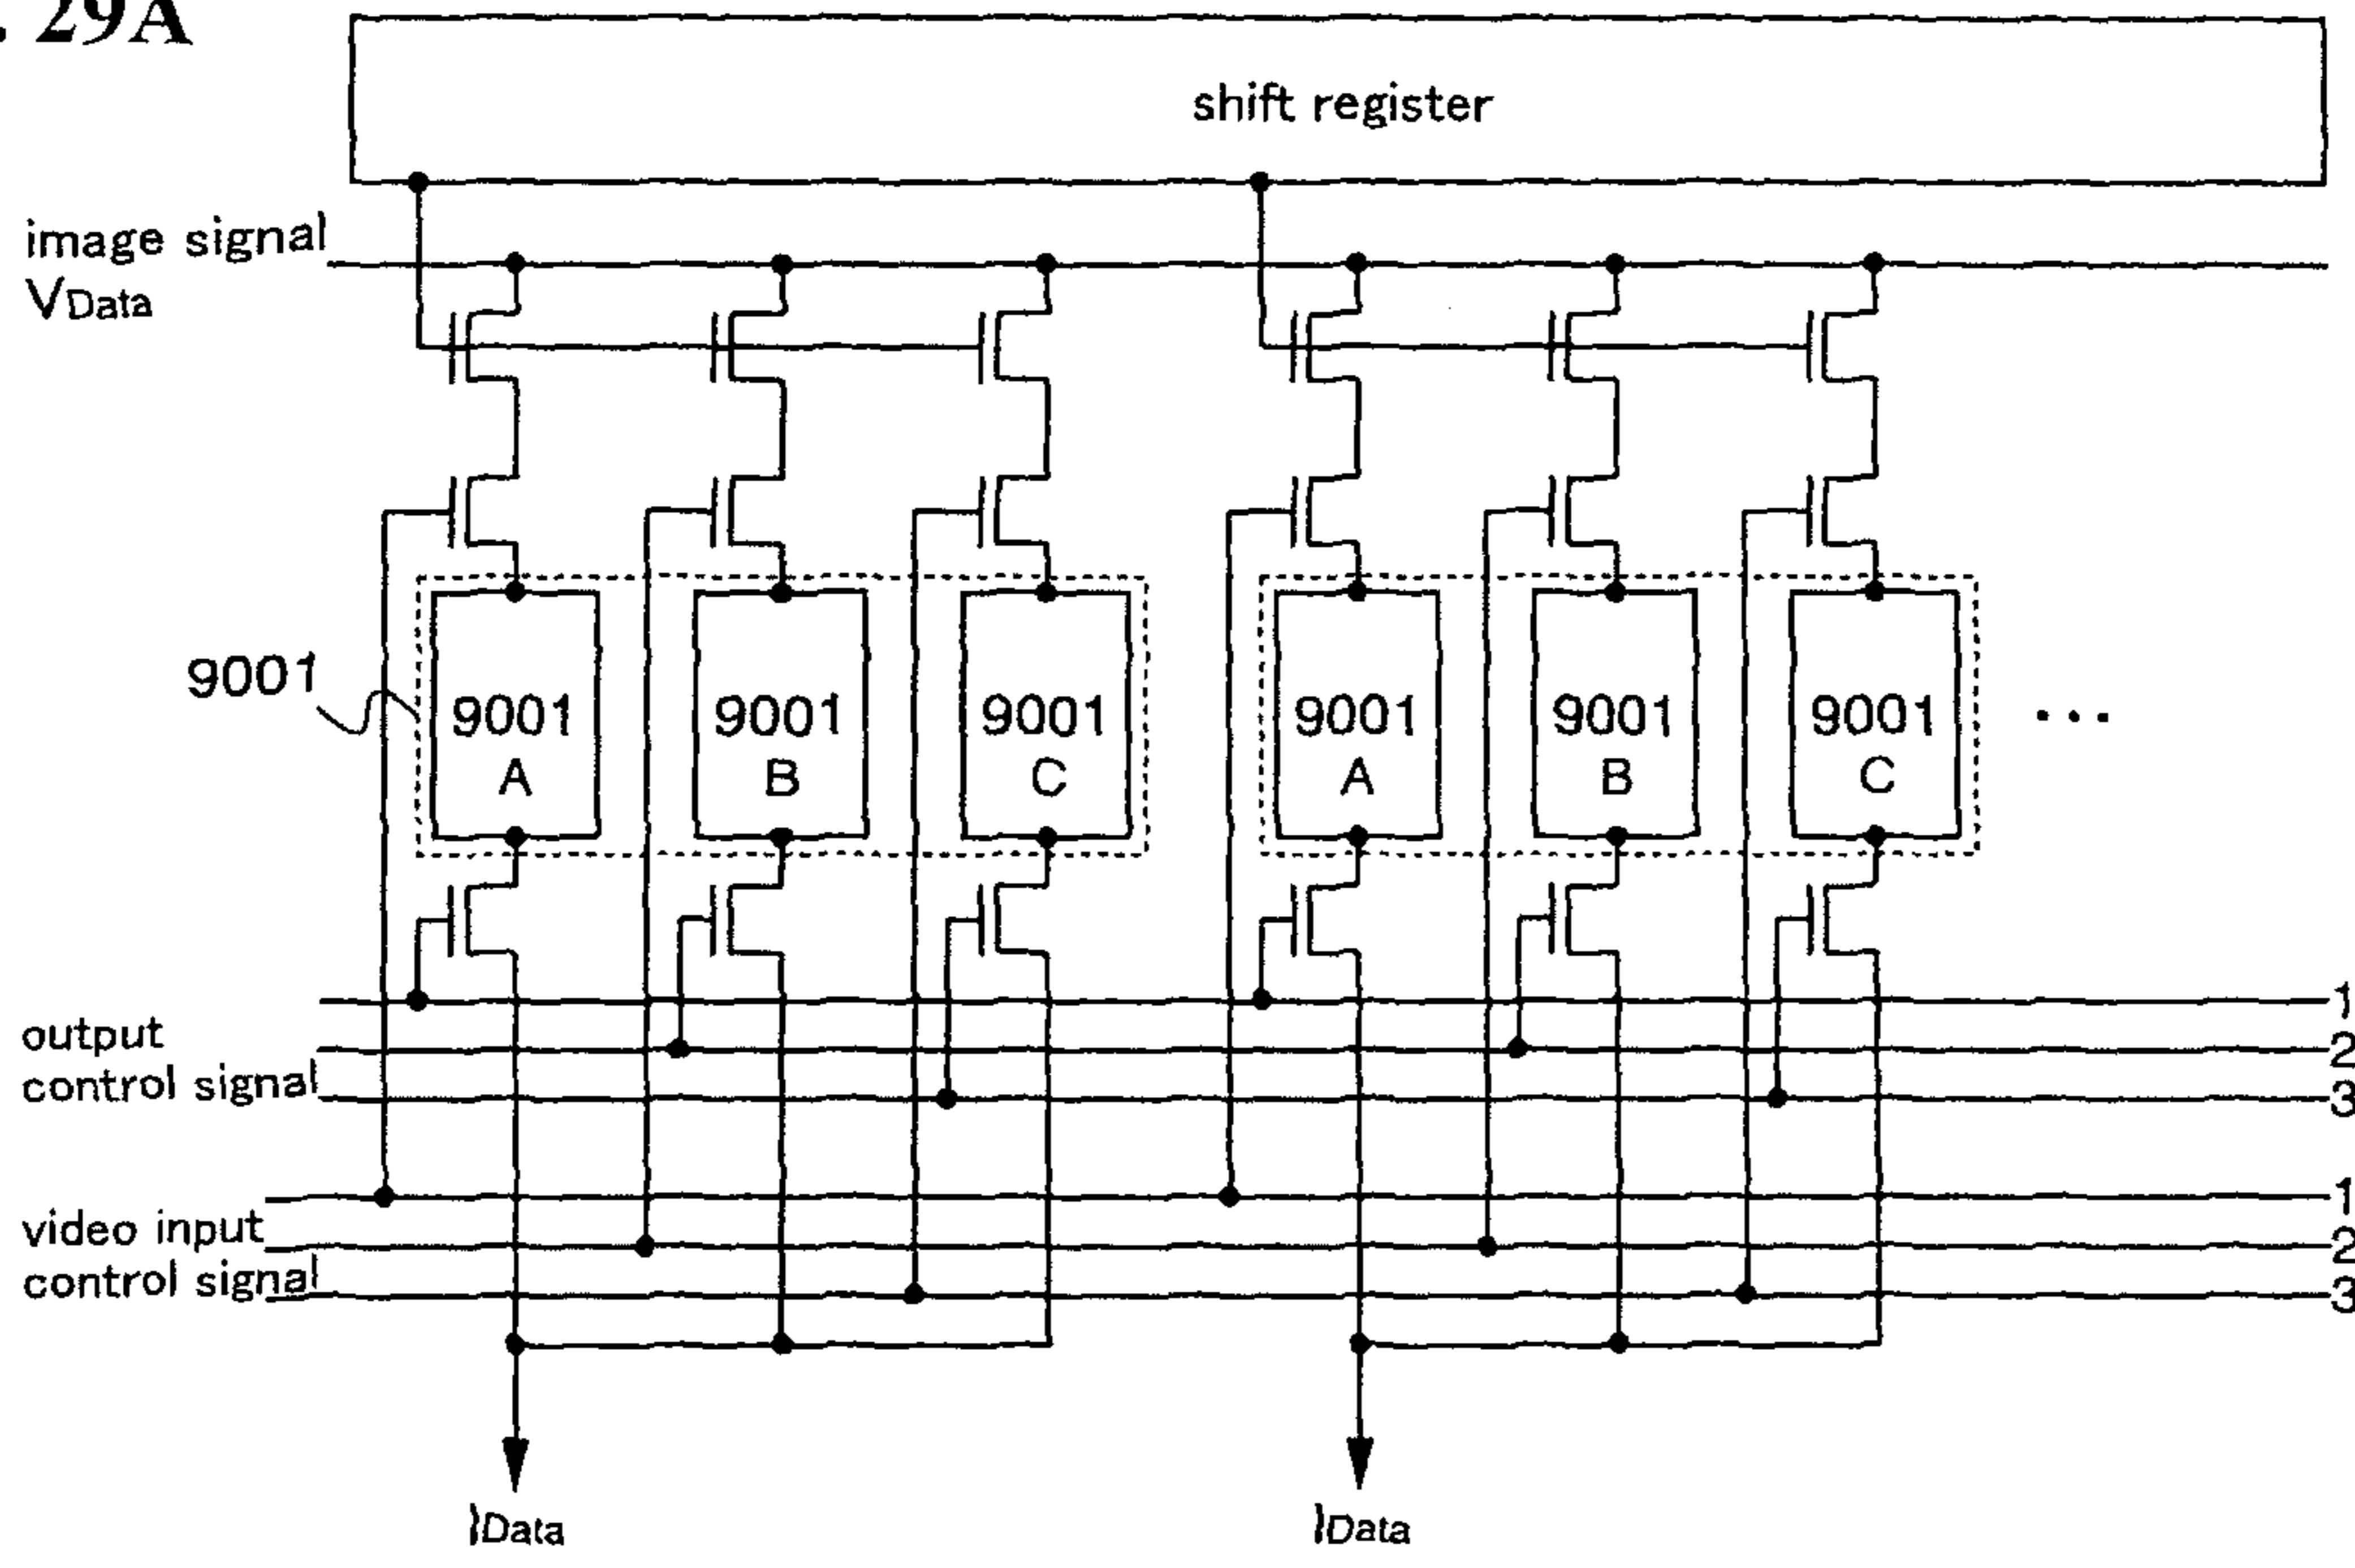 . 29A
shift register
image signal
VData
9001
9001
A
9001
B
9001
C
9001
A
9001
B
9001
C
...
output
control signal
1
2
3
video input
control signal
1
2
3
IData
IData